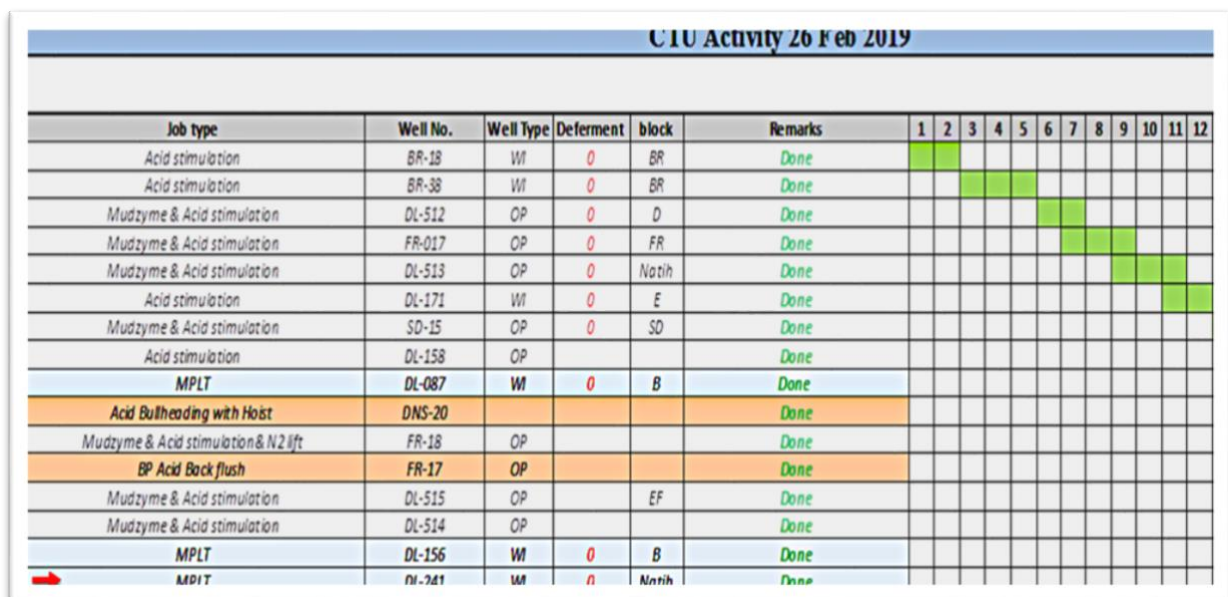 CTU Activity 26 Feb 2019
Job type Well No. Well Type Deferment block Remarks 1 2 3 4 5 6 7 8 9 10 11 12
Acid stimulation BR-18 WI 0 BR Done
Acid stimulation BR-38 WI 0 BR Done
Mudzyme & Acid stimulation DL-512 OP 0 D Done
Mudzyme & Acid stimulation FR-017 OP 0 FR Done
Mudzyme & Acid stimulation DL-513 OP 0 Natih Done
Acid stimulation DL-171 WI 0 E Done
Mudzyme & Acid stimulation SD-15 OP 0 SD Done
Acid stimulation DL-158 OP Done
MPLT DL-087 WI 0 B Done
Acid Bullheading with Hoist DNS-20 Done
Mudzyme & Acid stimulation & N2 lift FR-18 OP Done
BP Acid Back flush FR-17 OP Done
Mudzyme & Acid stimulation DL-515 OP EF Done
Mudzyme & Acid stimulation DL-514 OP Done
MPLT DL-156 WI 0 B Done
MPLT DL-241 WI 0 Natih Done